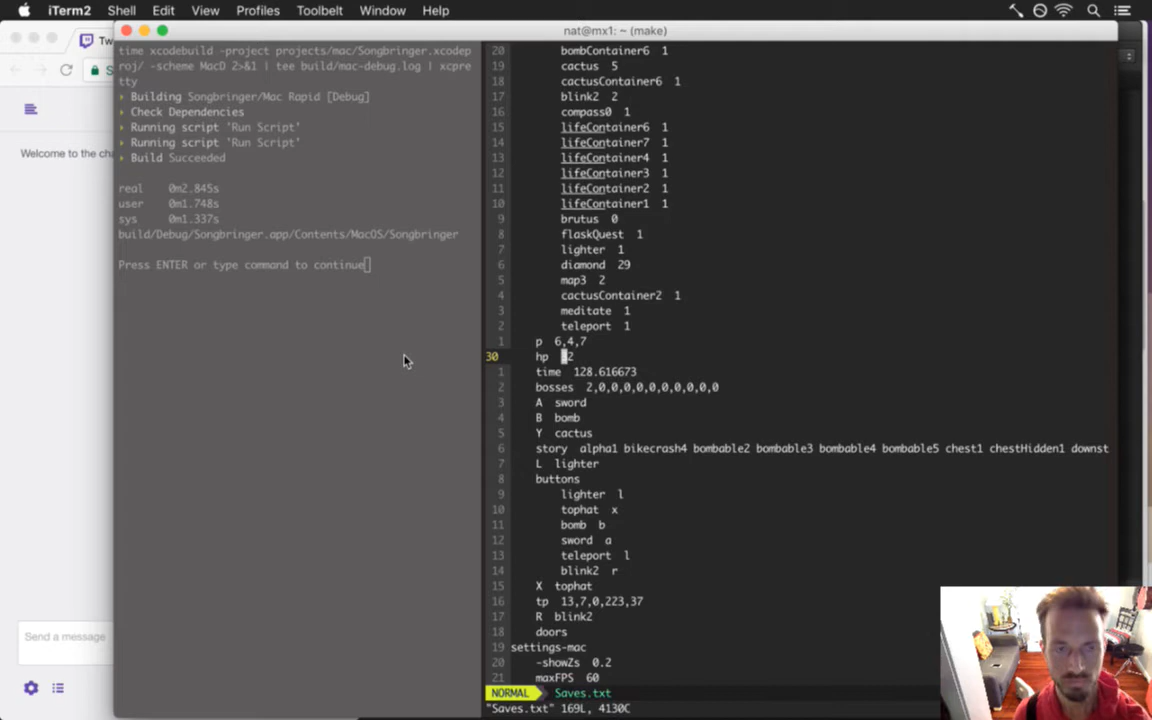 iTerm2 Shell Edit View Profiles Toolbelt Window Help
nat@mx1: ~ (make)
Tw
S
Welcome to the cha
time xcodebuild -project projects/mac/Songbringer.xcodep
roj/ -scheme MacD 2>&1 | tee build/mac-debug.log | xcpre
tty
Building Songbringer/Mac Rapid [Debug]
Check Dependencies
Running script 'Run Script'
Running script 'Run Script'
Build Succeeded
real 0m2.845s
user 0m1.748s
sys 0m1.337s
build/Debug/Songbringer.app/Contents/MacOS/Songbringer
Press ENTER or type command to continue
Send a message
20 bombContainer6 1
19 cactus 5
18 cactusContainer6 1
17 blink2 2
16 compass0 1
15 lifeContainer6 1
14 lifeContainer7 1
13 lifeContainer4 1
12 lifeContainer3 1
11 lifeContainer2 1
10 lifeContainer1 1
9 brutus 0
8 flaskQuest 1
7 lighter 1
6 diamond 29
5 map3 2
4 cactusContainer2 1
3 meditate 1
2 teleport 1
1 p 6,4,7
30 hp 2
1 time 128.616673
2 bosses 2,0,0,0,0,0,0,0,0,0,0
3 A sword
4 B bomb
5 Y cactus
6 story alpha1 bikecrash4 bombable2 bombable3 bombable4 bombable5 chest1 chestHidden1 downst
7 L lighter
8 buttons
9 lighter l
10 tophat x
11 bomb b
12 sword a
13 teleport l
14 blink2 r
15 X tophat
16 tp 13,7,0,223,37
17 R blink2
18 doors
19 settings-mac
20 -showZs 0.2
21 maxFPS 60
NORMAL Saves.txt
"Saves.txt" 169L, 4130C